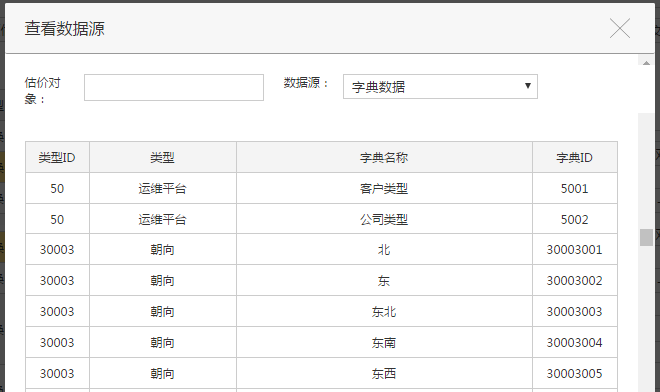 查看数据源
估价对
象：
数据源：
字典数据
类型ID 类型 字典名称 字典ID
50 运维平台 客户类型 5001
50 运维平台 公司类型 5002
30003 朝向 北 30003001
30003 朝向 东 30003002
30003 朝向 东北 30003003
30003 朝向 东南 30003004
30003 朝向 东西 30003005